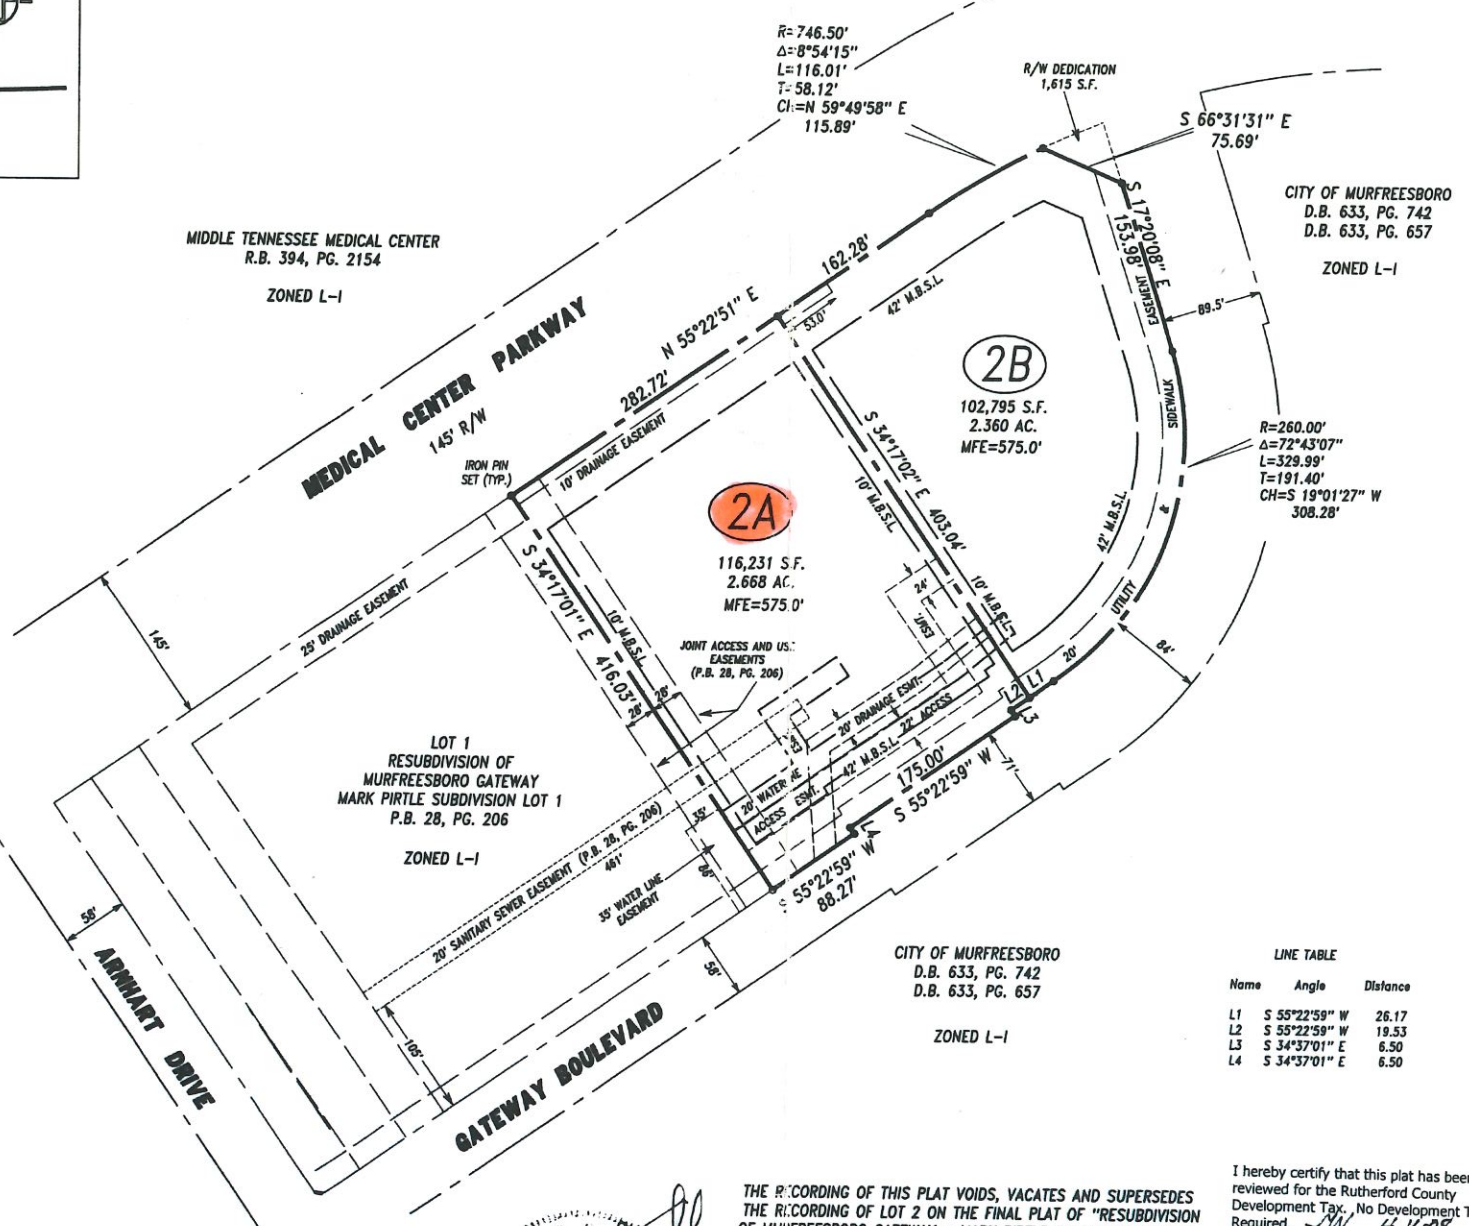 R=746.50'
Δ=8°54'15"
L=116.01'
T=58.12'
CH=N 59°49'58" E
115.89'
R/W DEDICATION
1,615 S.F.
S 66°31'31" E
75.69'
CITY OF MURFREESBORO
D.B. 633, PG. 742
D.B. 633, PG. 657
ZONED L-I
MIDDLE TENNESSEE MEDICAL CENTER
R.B. 394, PG. 2154
ZONED L-I
S 17°20'08" E
153.98'
EASEMENT
89.5'
162.28'
42' M.B.S.L.
53.0'
N 55°22'51" E
282.72'
MEDICAL CENTER PARKWAY
145' R/W
2B
102,795 S.F.
2.360 AC.
MFE=575.0'
SIDEWALK
&
UTILITY
20'
R=260.00'
Δ=72°43'07"
L=329.99'
T=191.40'
CH=S 19°01'27" W
308.28'
IRON PIN
SET (TYP.)
10' DRAINAGE EASEMENT
S 34°17'02" E 403.04'
10' M.B.S.L.
42' M.B.S.L.
2A
116,231 S.F.
2.668 AC.
MFE=575.0'
S 34°17'01" E 416.03'
10' M.B.S.L.
24'
ESMT.
10' M.B.S.L.
JOINT ACCESS AND USE
EASEMENTS
(P.B. 28, PG. 206)
25' DRAINAGE EASEMENT
145'
28'
28'
84'
L1
L2
L3
20' DRAINAGE ESMT.
22' ACCESS
42' M.B.S.L.
175.00'
S 55°22'59" W
71'
LOT 1
RESUBDIVISION OF
MURFREESBORO GATEWAY
MARK PIRTLE SUBDIVISION LOT 1
P.B. 28, PG. 206
ZONED L-I
20' WATERLINE
ACCESS ESMT.
35'
86'
L4
S 55°22'59" W
88.27'
20' SANITARY SEWER EASEMENT (P.B. 28, PG. 206)
461'
35' WATER LINE
EASEMENT
58'
ARNHART DRIVE
105'
58'
GATEWAY BOULEVARD
CITY OF MURFREESBORO
D.B. 633, PG. 742
D.B. 633, PG. 657
ZONED L-I
LINE TABLE
Name Angle Distance
L1 S 55°22'59" W 26.17
L2 S 55°22'59" W 19.53
L3 S 34°37'01" E 6.50
L4 S 34°37'01" E 6.50
THE RECORDING OF THIS PLAT VOIDS, VACATES AND SUPERSEDES
THE RECORDING OF LOT 2 ON THE FINAL PLAT OF "RESUBDIVISION
I hereby certify that this plat has been
reviewed for the Rutherford County
Development Tax. No Development T
Required